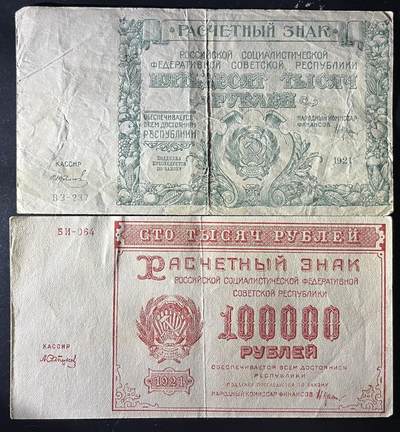 РАСЧЕТНЫЙ ЗНАК
РОССИЙСКОЙ СОЦИАЛИСТИЧЕСКОЙ
ФЕДЕРАТИВНОЙ СОВЕТСКОЙ РЕСПУБЛИКИ
ПЯТЬДЕСЯТ ТЫСЯЧ
РУБЛЕЙ
ОБЕСПЕЧИВАЕТСЯ
ВСЕМ ДОСТОЯНИЕМ
РЕСПУБЛИКИ
НАРОДНЫЙ КОМИССАР
ФИНАНСОВ
ПОДДЕЛКА
ПРЕСЛЕДУЕТСЯ
ПО ЗАКОНУ
1921
КАССИР
ВЗ-237
БИ-064
СТО ТЫСЯЧ РУБЛЕЙ
РАСЧЕТНЫЙ ЗНАК
РОССИЙСКОЙ СОЦИАЛИСТИЧЕСКОЙ ФЕДЕРАТИВНОЙ
СОВЕТСКОЙ РЕСПУБЛИКИ
100000
РУБЛЕЙ
КАССИР
1921
ОБЕСПЕЧИВАЕТСЯ ВСЕМ ДОСТОЯНИЕМ
РЕСПУБЛИКИ
ПОДДЕЛКА ПРЕСЛЕДУЕТСЯ ПО ЗАКОНУ
НАРОДНЫЙ КОМИССАР ФИНАНСОВ